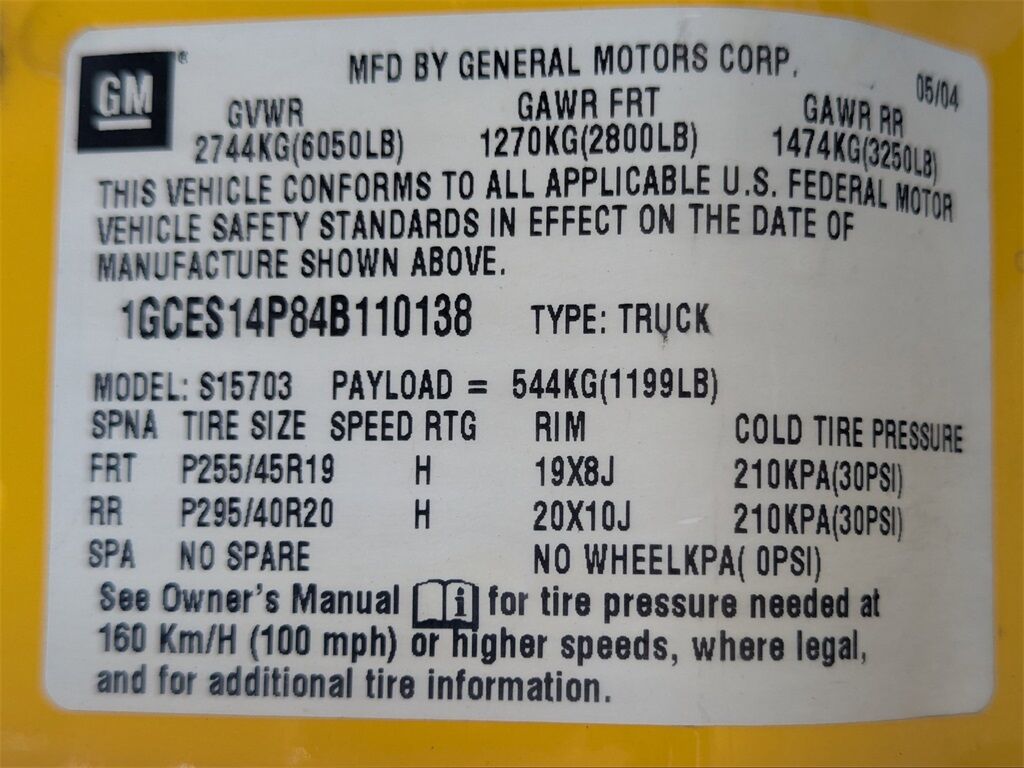 GM ®
MFD BY GENERAL MOTORS CORP.
05/04
GVWR GAWR FRT GAWR RR
2744KG(6050LB) 1270KG(2800LB) 1474KG(3250LB)
THIS VEHICLE CONFORMS TO ALL APPLICABLE U.S. FEDERAL MOTOR
VEHICLE SAFETY STANDARDS IN EFFECT ON THE DATE OF
MANUFACTURE SHOWN ABOVE.
1GCES14P84B110138 TYPE: TRUCK
MODEL: S15703 PAYLOAD = 544KG(1199LB)
SPNA TIRE SIZE SPEED RTG RIM COLD TIRE PRESSURE
FRT P255/45R19 H 19X8J 210KPA(30PSI)
RR P295/40R20 H 20X10J 210KPA(30PSI)
SPA NO SPARE NO WHEELKPA( 0PSI)
See Owner's Manual i for tire pressure needed at
160 Km/H (100 mph) or higher speeds, where legal,
and for additional tire information.